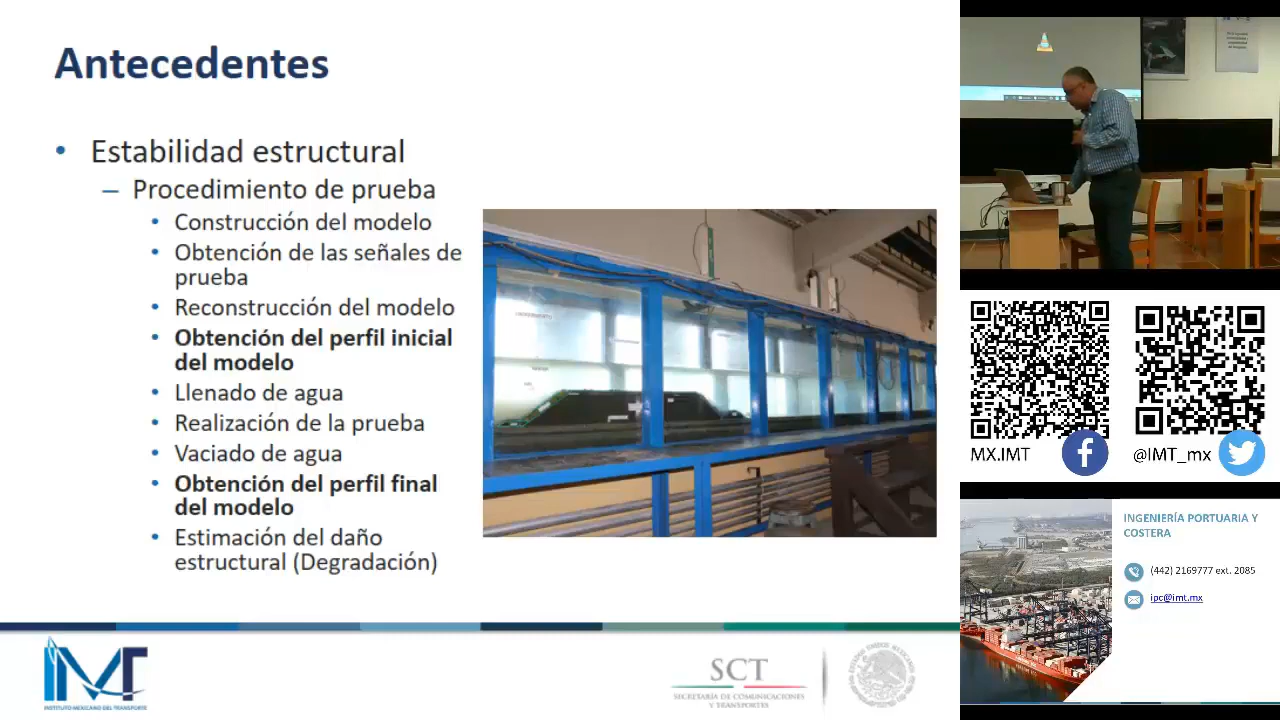 Antecedentes
• Estabilidad estructural
– Procedimiento de prueba
• Construcción del modelo
• Obtención de las señales de
prueba
• Reconstrucción del modelo
• Obtención del perfil inicial
del modelo
• Llenado de agua
• Realización de la prueba
• Vaciado de agua
• Obtención del perfil final
del modelo
• Estimación del daño
estructural (Degradación)
IMT
INSTITUTO MEXICANO DEL TRANSPORTE
SCT
SECRETARÍA DE COMUNICACIONES
Y TRANSPORTES
MX.IMT
@IMT_mx
INGENIERÍA PORTUARIA Y
COSTERA
(442) 2169777 ext. 2085
ipc@imt.mx